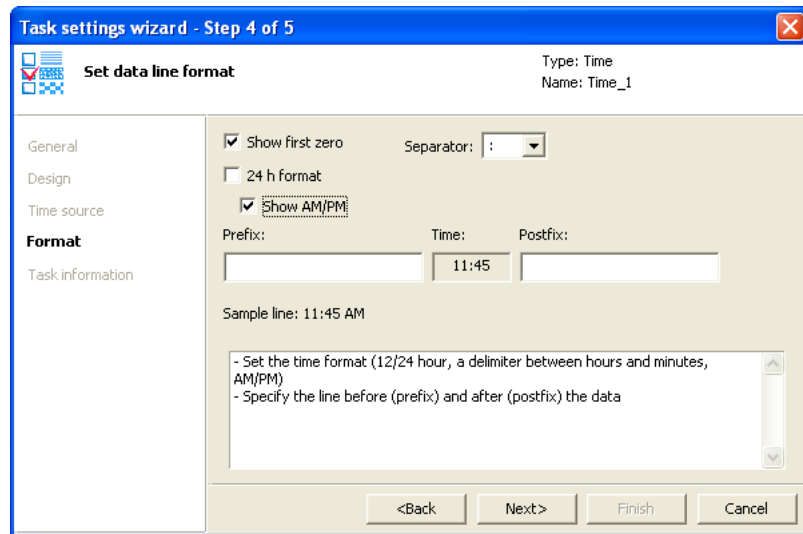 Task settings wizard - Step 4 of 5
Set data line format
Type: Time
Name: Time_1
General
Design
Time source
Format
Task information
Show first zero
Separator: :
24 h format
Show AM/PM
Prefix:
Time:
Postfix:
11:45
Sample line: 11:45 AM
- Set the time format (12/24 hour, a delimiter between hours and minutes,
AM/PM)
- Specify the line before (prefix) and after (postfix) the data
<Back
Next>
Finish
Cancel